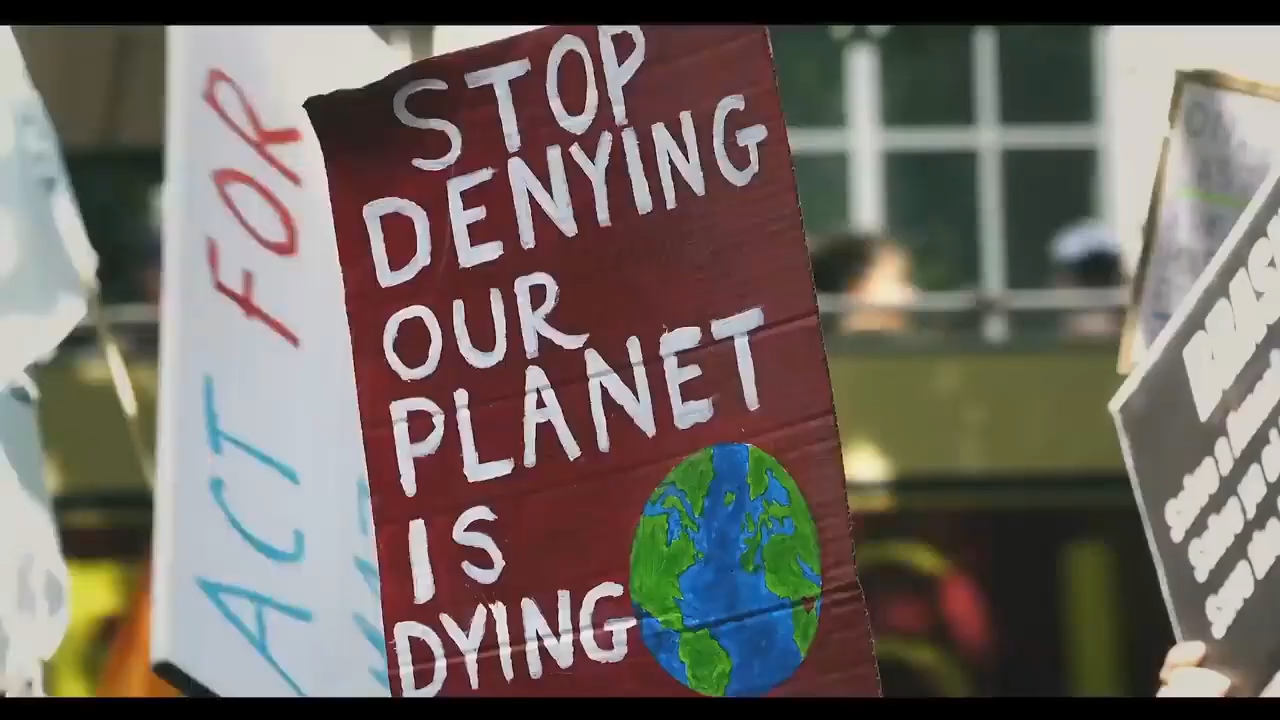 ACT FOR
STOP
DENYING
OUR
PLANET
IS
DYING